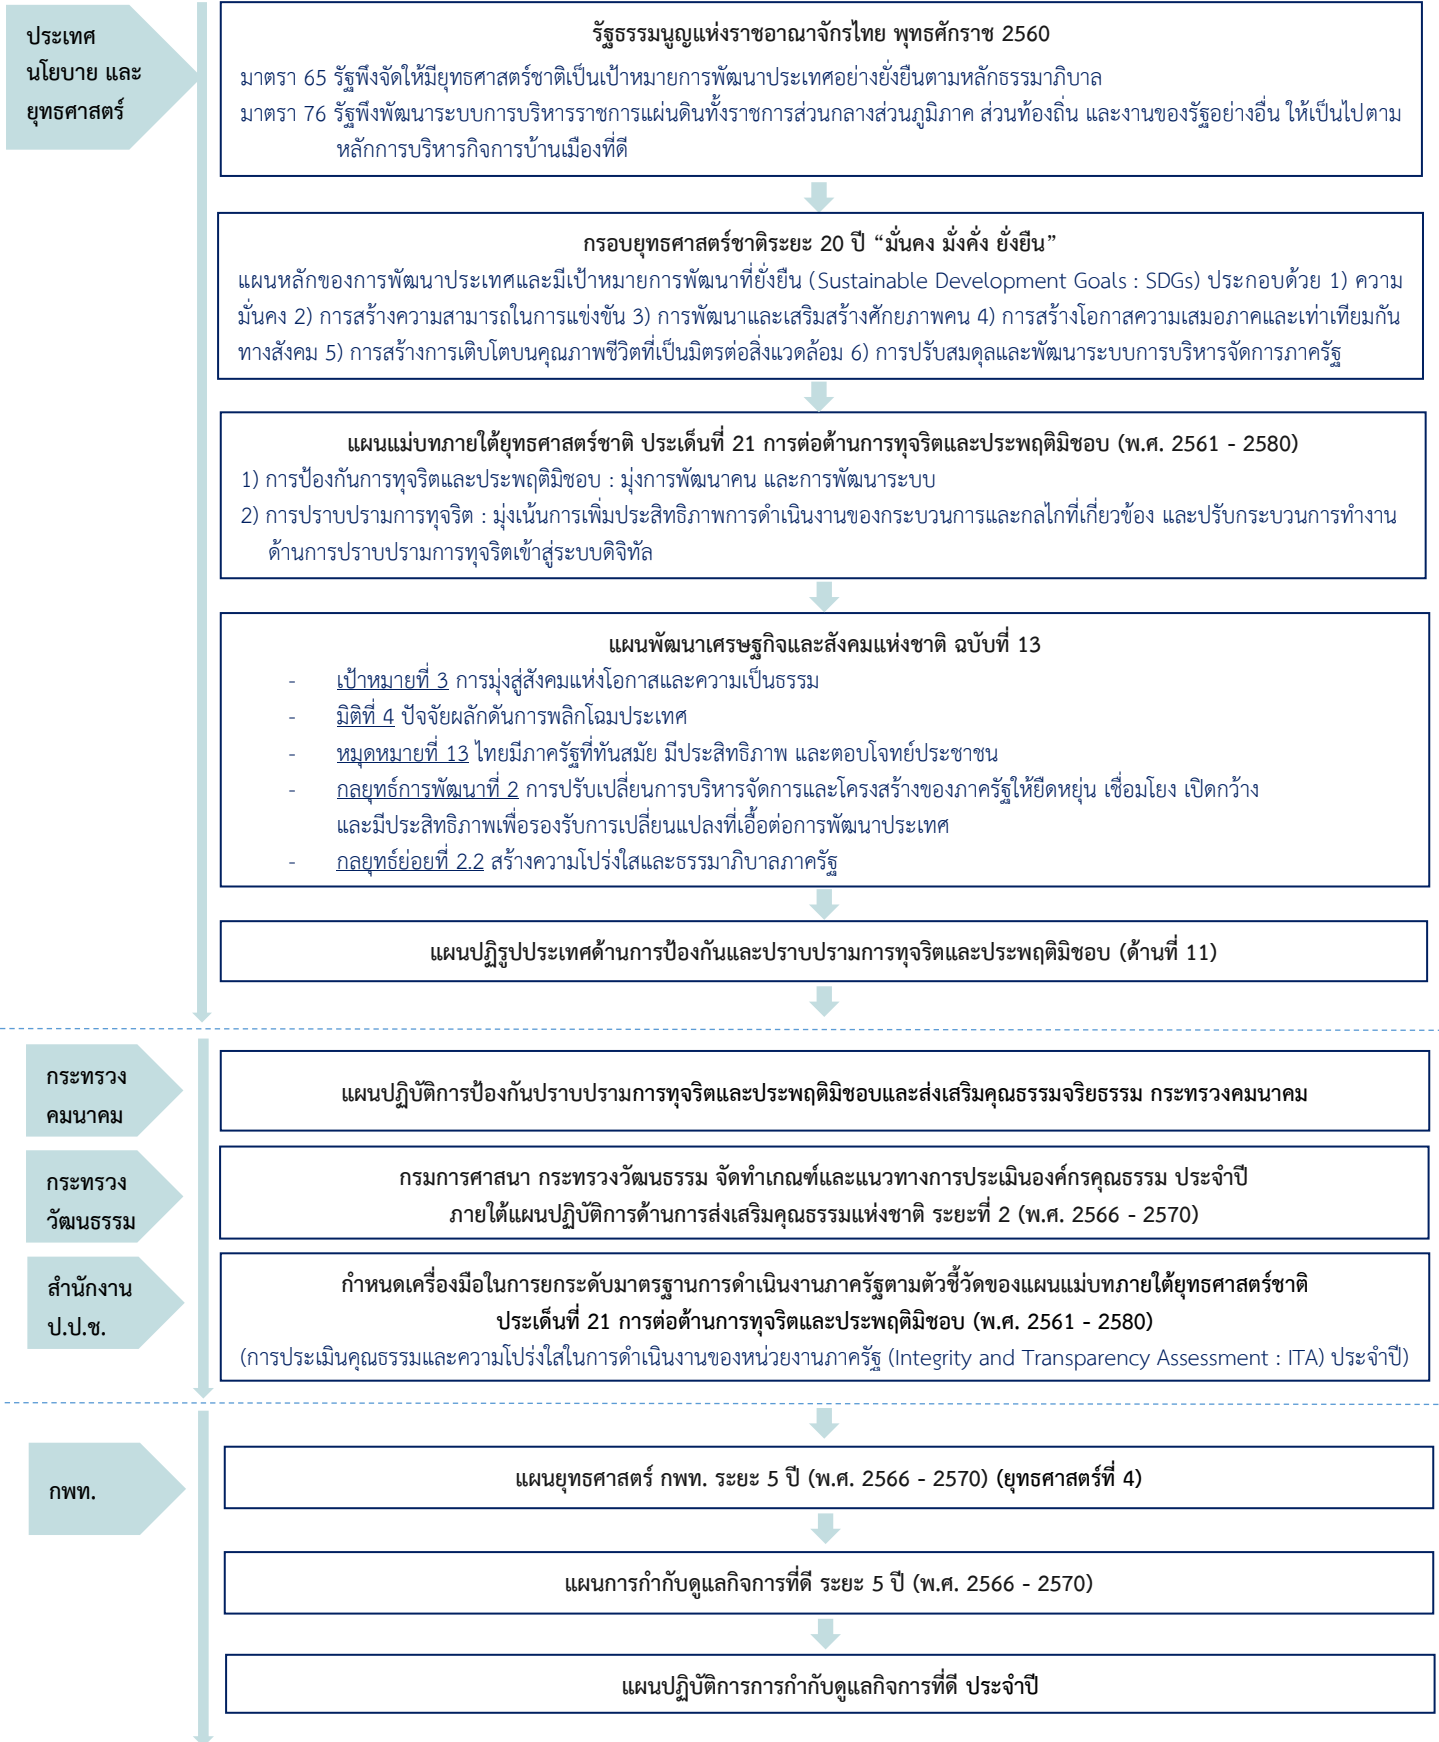 ประเทศ
นโยบาย และ
ยุทธศาสตร์
รัฐธรรมนูญแห่งราชอาณาจักรไทย พุทธศักราช 2560
มาตรา 65 รัฐพึงจัดให้มียุทธศาสตร์ชาติเป็นเป้าหมายการพัฒนาประเทศอย่างยั่งยืนตามหลักธรรมาภิบาล
มาตรา 76 รัฐพึงพัฒนาระบบการบริหารราชการแผ่นดินทั้งราชการส่วนกลางส่วนภูมิภาค ส่วนท้องถิ่น และงานของรัฐอย่างอื่น ให้เป็นไปตาม
หลักการบริหารกิจการบ้านเมืองที่ดี
กรอบยุทธศาสตร์ชาติระยะ 20 ปี “มั่นคง มั่งคั่ง ยั่งยืน”
แผนหลักของการพัฒนาประเทศและมีเป้าหมายการพัฒนาที่ยั่งยืน (Sustainable Development Goals : SDGs) ประกอบด้วย 1) ความ
มั่นคง 2) การสร้างความสามารถในการแข่งขัน 3) การพัฒนาและเสริมสร้างศักยภาพคน 4) การสร้างโอกาสความเสมอภาคและเท่าเทียมกัน
ทางสังคม 5) การสร้างการเติบโตบนคุณภาพชีวิตที่เป็นมิตรต่อสิ่งแวดล้อม 6) การปรับสมดุลและพัฒนาระบบการบริหารจัดการภาครัฐ
แผนแม่บทภายใต้ยุทธศาสตร์ชาติ ประเด็นที่ 21 การต่อต้านการทุจริตและประพฤติมิชอบ (พ.ศ. 2561 - 2580)
1) การป้องกันการทุจริตและประพฤติมิชอบ : มุ่งการพัฒนาคน และการพัฒนาระบบ
2) การปราบปรามการทุจริต : มุ่งเน้นการเพิ่มประสิทธิภาพการดำเนินงานของกระบวนการและกลไกที่เกี่ยวข้อง และปรับกระบวนการทำงาน
ด้านการปราบปรามการทุจริตเข้าสู่ระบบดิจิทัล
แผนพัฒนาเศรษฐกิจและสังคมแห่งชาติ ฉบับที่ 13
- เป้าหมายที่ 3 การมุ่งสู่สังคมแห่งโอกาสและความเป็นธรรม
- มิติที่ 4 ปัจจัยผลักดันการพลิกโฉมประเทศ
- หมุดหมายที่ 13 ไทยมีภาครัฐที่ทันสมัย มีประสิทธิภาพ และตอบโจทย์ประชาชน
- กลยุทธ์การพัฒนาที่ 2 การปรับเปลี่ยนการบริหารจัดการและโครงสร้างของภาครัฐให้ยืดหยุ่น เชื่อมโยง เปิดกว้าง
และมีประสิทธิภาพเพื่อรองรับการเปลี่ยนแปลงที่เอื้อต่อการพัฒนาประเทศ
- กลยุทธ์ย่อยที่ 2.2 สร้างความโปร่งใสและธรรมาภิบาลภาครัฐ
แผนปฏิรูปประเทศด้านการป้องกันและปราบปรามการทุจริตและประพฤติมิชอบ (ด้านที่ 11)
กระทรวง
คมนาคม
แผนปฏิบัติการป้องกันปราบปรามการทุจริตและประพฤติมิชอบและส่งเสริมคุณธรรมจริยธรรม กระทรวงคมนาคม
กระทรวง
วัฒนธรรม
กรมการศาสนา กระทรวงวัฒนธรรม จัดทำเกณฑ์และแนวทางการประเมินองค์กรคุณธรรม ประจำปี
ภายใต้แผนปฏิบัติการด้านการส่งเสริมคุณธรรมแห่งชาติ ระยะที่ 2 (พ.ศ. 2566 - 2570)
สำนักงาน
ป.ป.ช.
กำหนดเครื่องมือในการยกระดับมาตรฐานการดำเนินงานภาครัฐตามตัวชี้วัดของแผนแม่บทภายใต้ยุทธศาสตร์ชาติ
ประเด็นที่ 21 การต่อต้านการทุจริตและประพฤติมิชอบ (พ.ศ. 2561 - 2580)
(การประเมินคุณธรรมและความโปร่งใสในการดำเนินงานของหน่วยงานภาครัฐ (Integrity and Transparency Assessment : ITA) ประจำปี)
กพท.
แผนยุทธศาสตร์ กพท. ระยะ 5 ปี (พ.ศ. 2566 - 2570) (ยุทธศาสตร์ที่ 4)
แผนการกำกับดูแลกิจการที่ดี ระยะ 5 ปี (พ.ศ. 2566 - 2570)
แผนปฏิบัติการการกำกับดูแลกิจการที่ดี ประจำปี